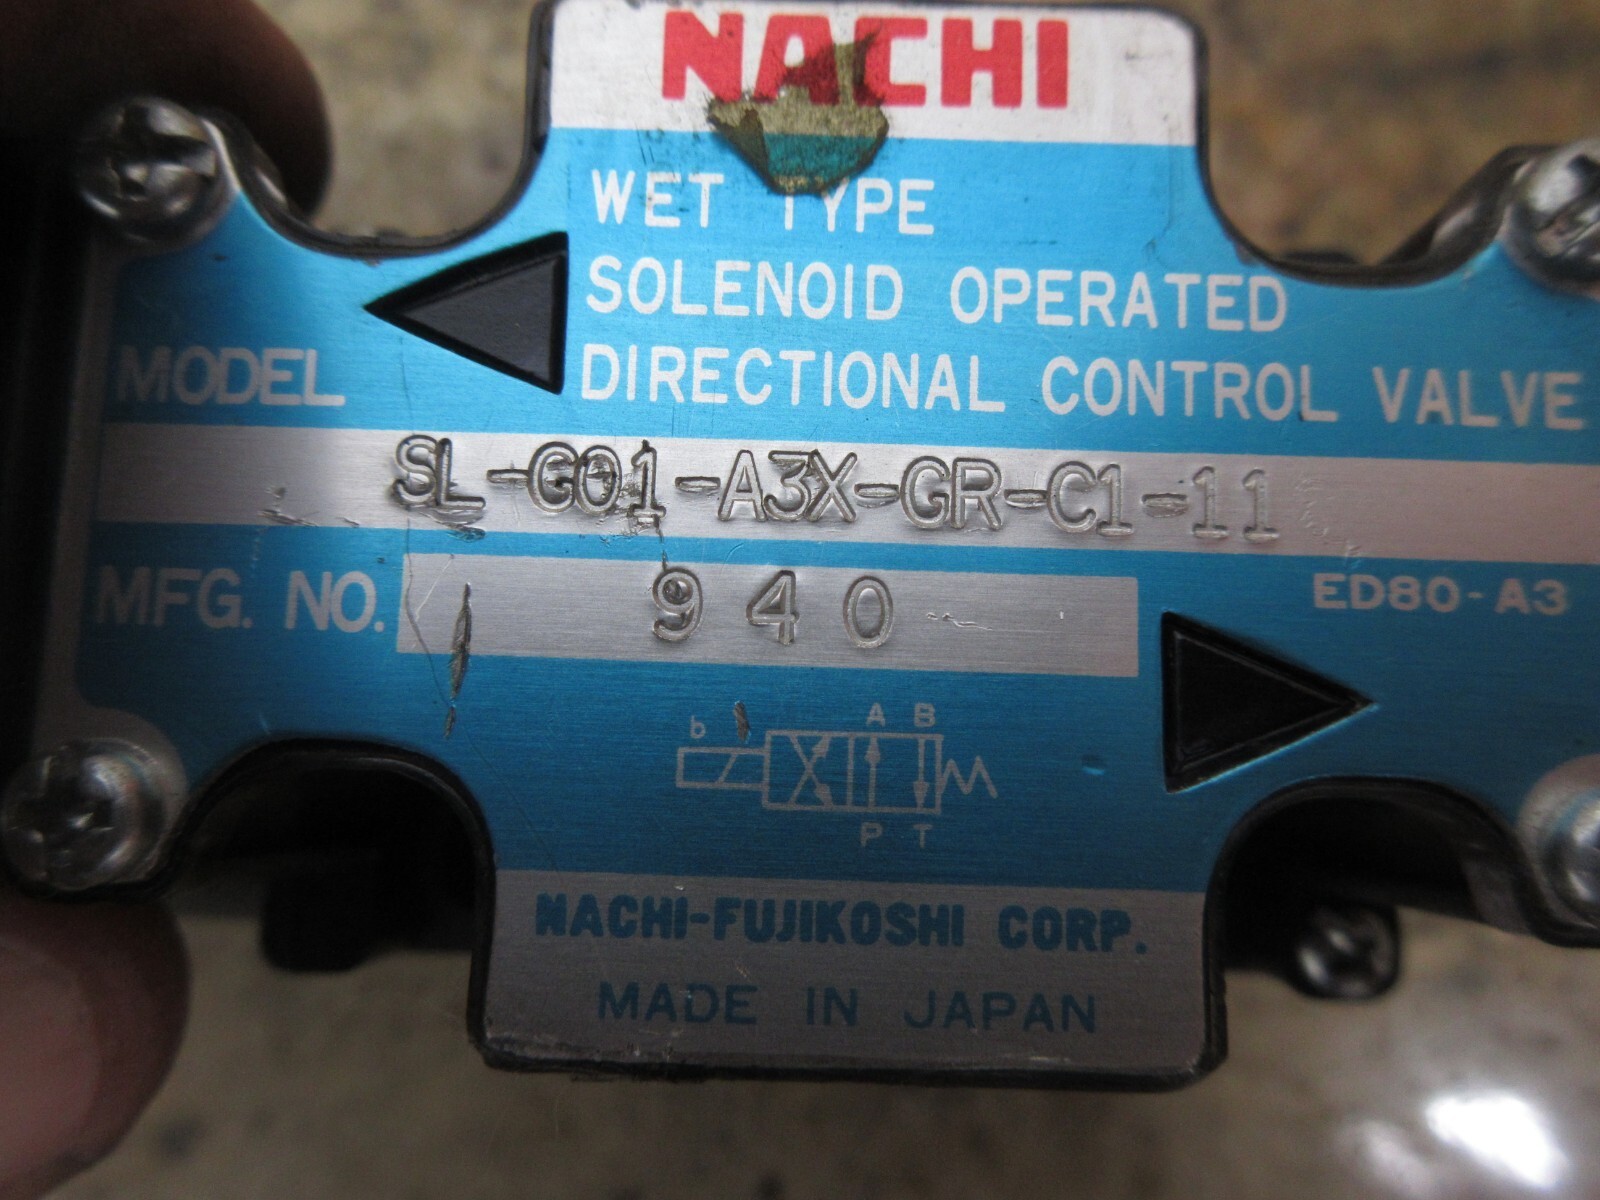 NACHI
WET TYPE
SOLENOID OPERATED
DIRECTIONAL CONTROL VALVE
MODEL
SL-G01-A3X-GR-C1-11
MFG. NO. 940
ED80-A3
b A B
P T
NACHI-FUJIKOSHI CORP.
MADE IN JAPAN